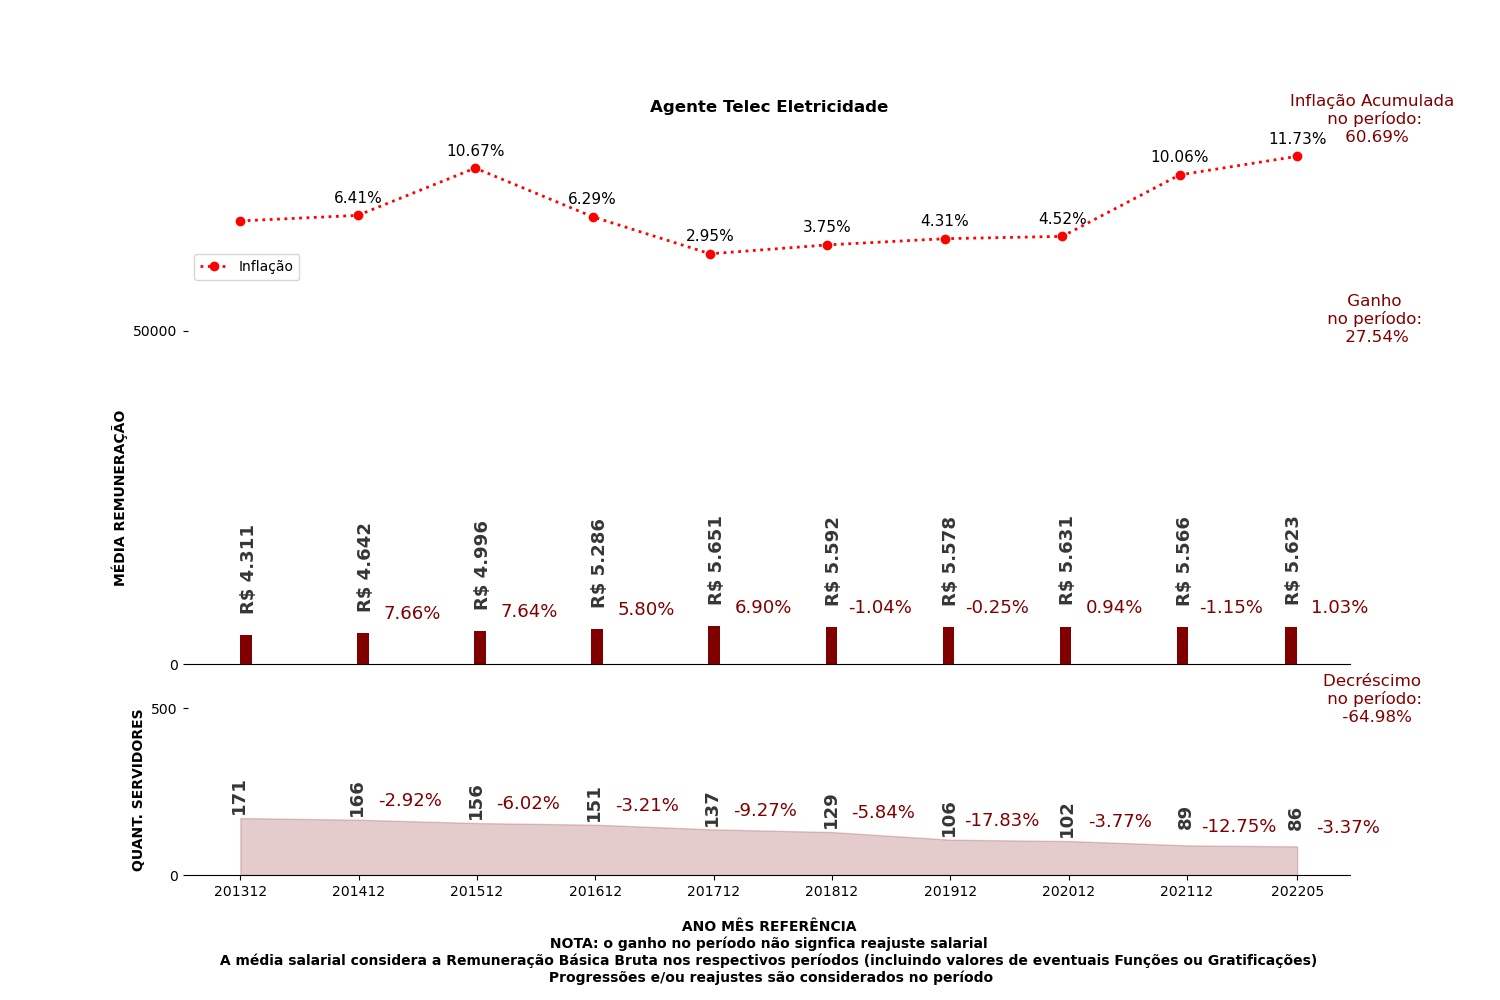 Agente Telec Eletricidade
Inflação Acumulada
no período:
60.69%
6.41%
10.67%
6.29%
2.95%
3.75%
4.31%
4.52%
10.06%
11.73%
Inflação
Ganho
no período:
27.54%
50000
0
MÉDIA REMUNERAÇÃO
R$ 4.311
R$ 4.642
R$ 4.996
R$ 5.286
R$ 5.651
R$ 5.592
R$ 5.578
R$ 5.631
R$ 5.566
R$ 5.623
7.66%
7.64%
5.80%
6.90%
-1.04%
-0.25%
0.94%
-1.15%
1.03%
Decréscimo
no período:
-64.98%
500
0
QUANT. SERVIDORES
171
166
156
151
137
129
106
102
89
86
-2.92%
-6.02%
-3.21%
-9.27%
-5.84%
-17.83%
-3.77%
-12.75%
-3.37%
201312
201412
201512
201612
201712
201812
201912
202012
202112
202205
ANO MÊS REFERÊNCIA
NOTA: o ganho no período não signfica reajuste salarial
A média salarial considera a Remuneração Básica Bruta nos respectivos períodos (incluindo valores de eventuais Funções ou Gratificações)
Progressões e/ou reajustes são considerados no período